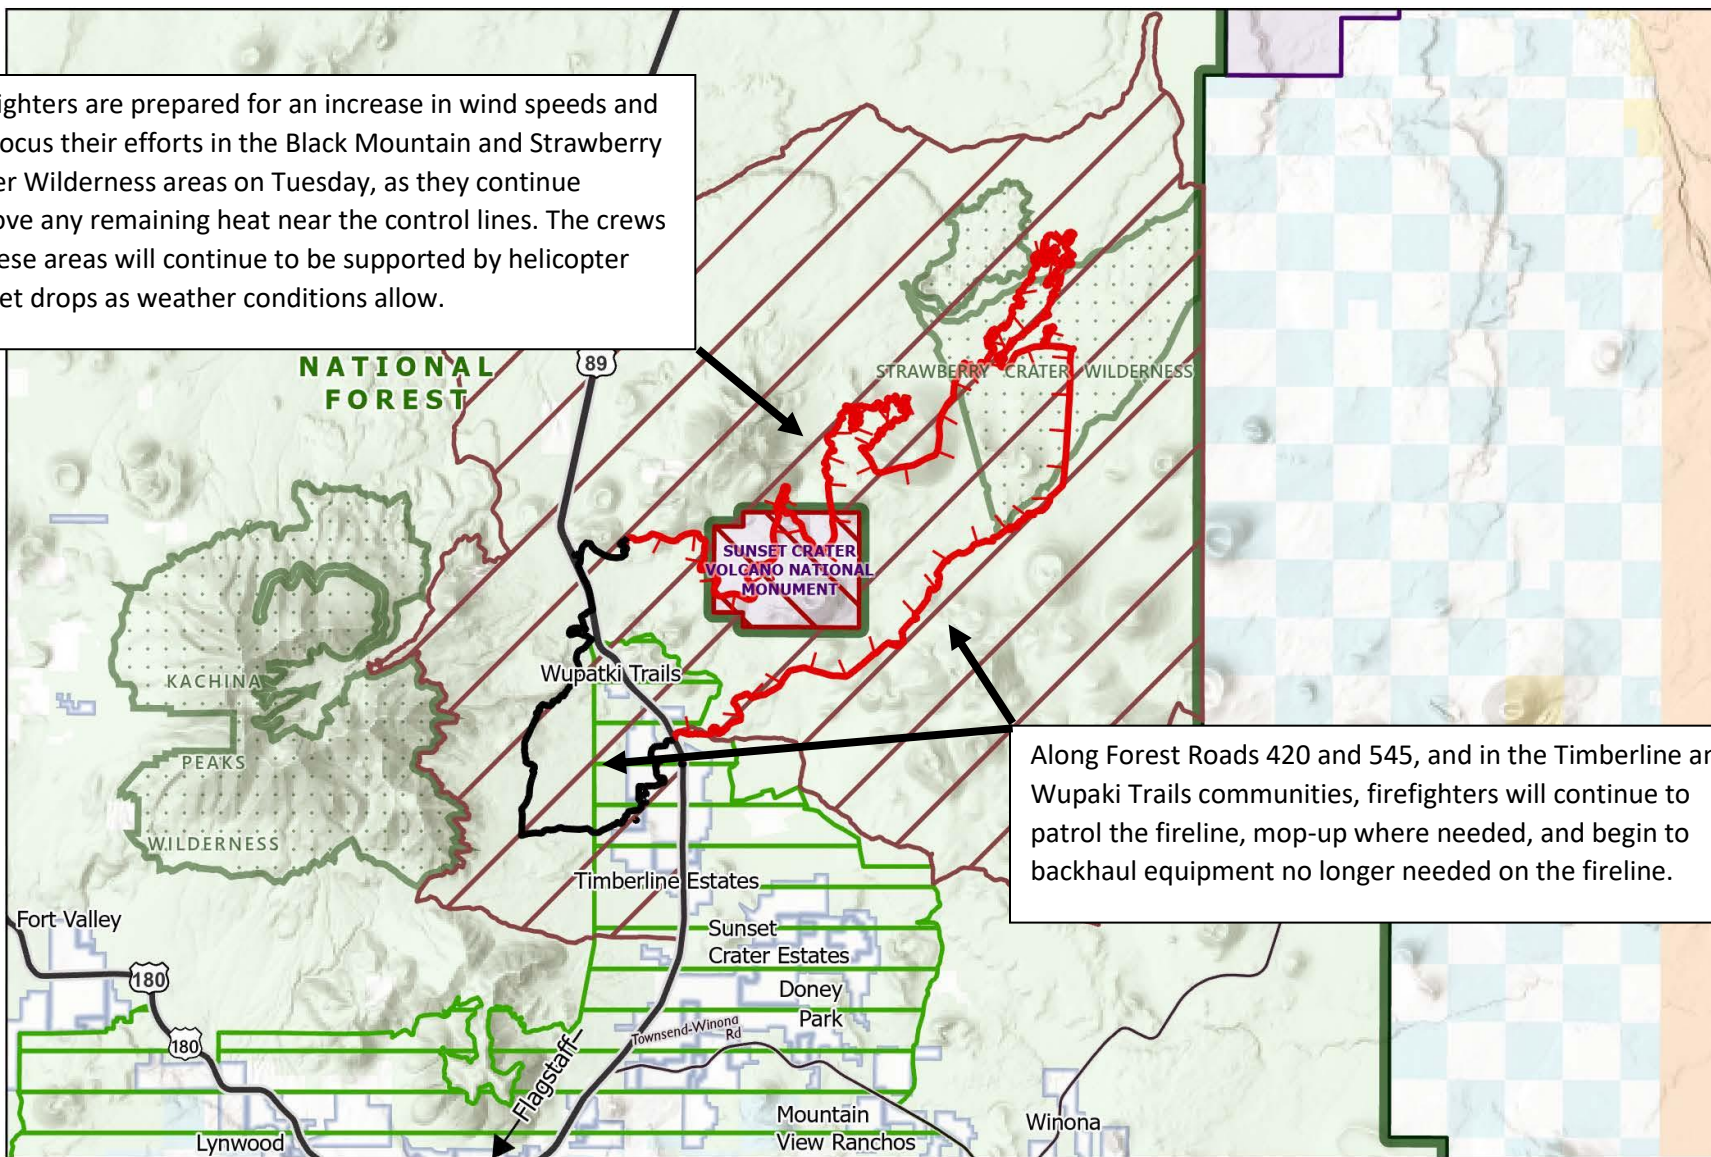 ighters are prepared for an increase in wind speeds and
ocus their efforts in the Black Mountain and Strawberry
er Wilderness areas on Tuesday, as they continue
ove any remaining heat near the control lines. The crews
ese areas will continue to be supported by helicopter
et drops as weather conditions allow.
NATIONAL
FOREST
89
STRAWBERRY CRATER WILDERNESS
SUNSET CRATER
VOLCANO NATIONAL
MONUMENT
Wupatki Trails
KACHINA
PEAKS
WILDERNESS
Along Forest Roads 420 and 545, and in the Timberline an
Wupaki Trails communities, firefighters will continue to
patrol the fireline, mop-up where needed, and begin to
backhaul equipment no longer needed on the fireline.
Timberline Estates
Fort Valley
Sunset
Crater Estates
180
Doney
Park
Townsend-Winona
Rd
180
Flagstaff
Mountain
View Ranchos
Winona
Lynwood